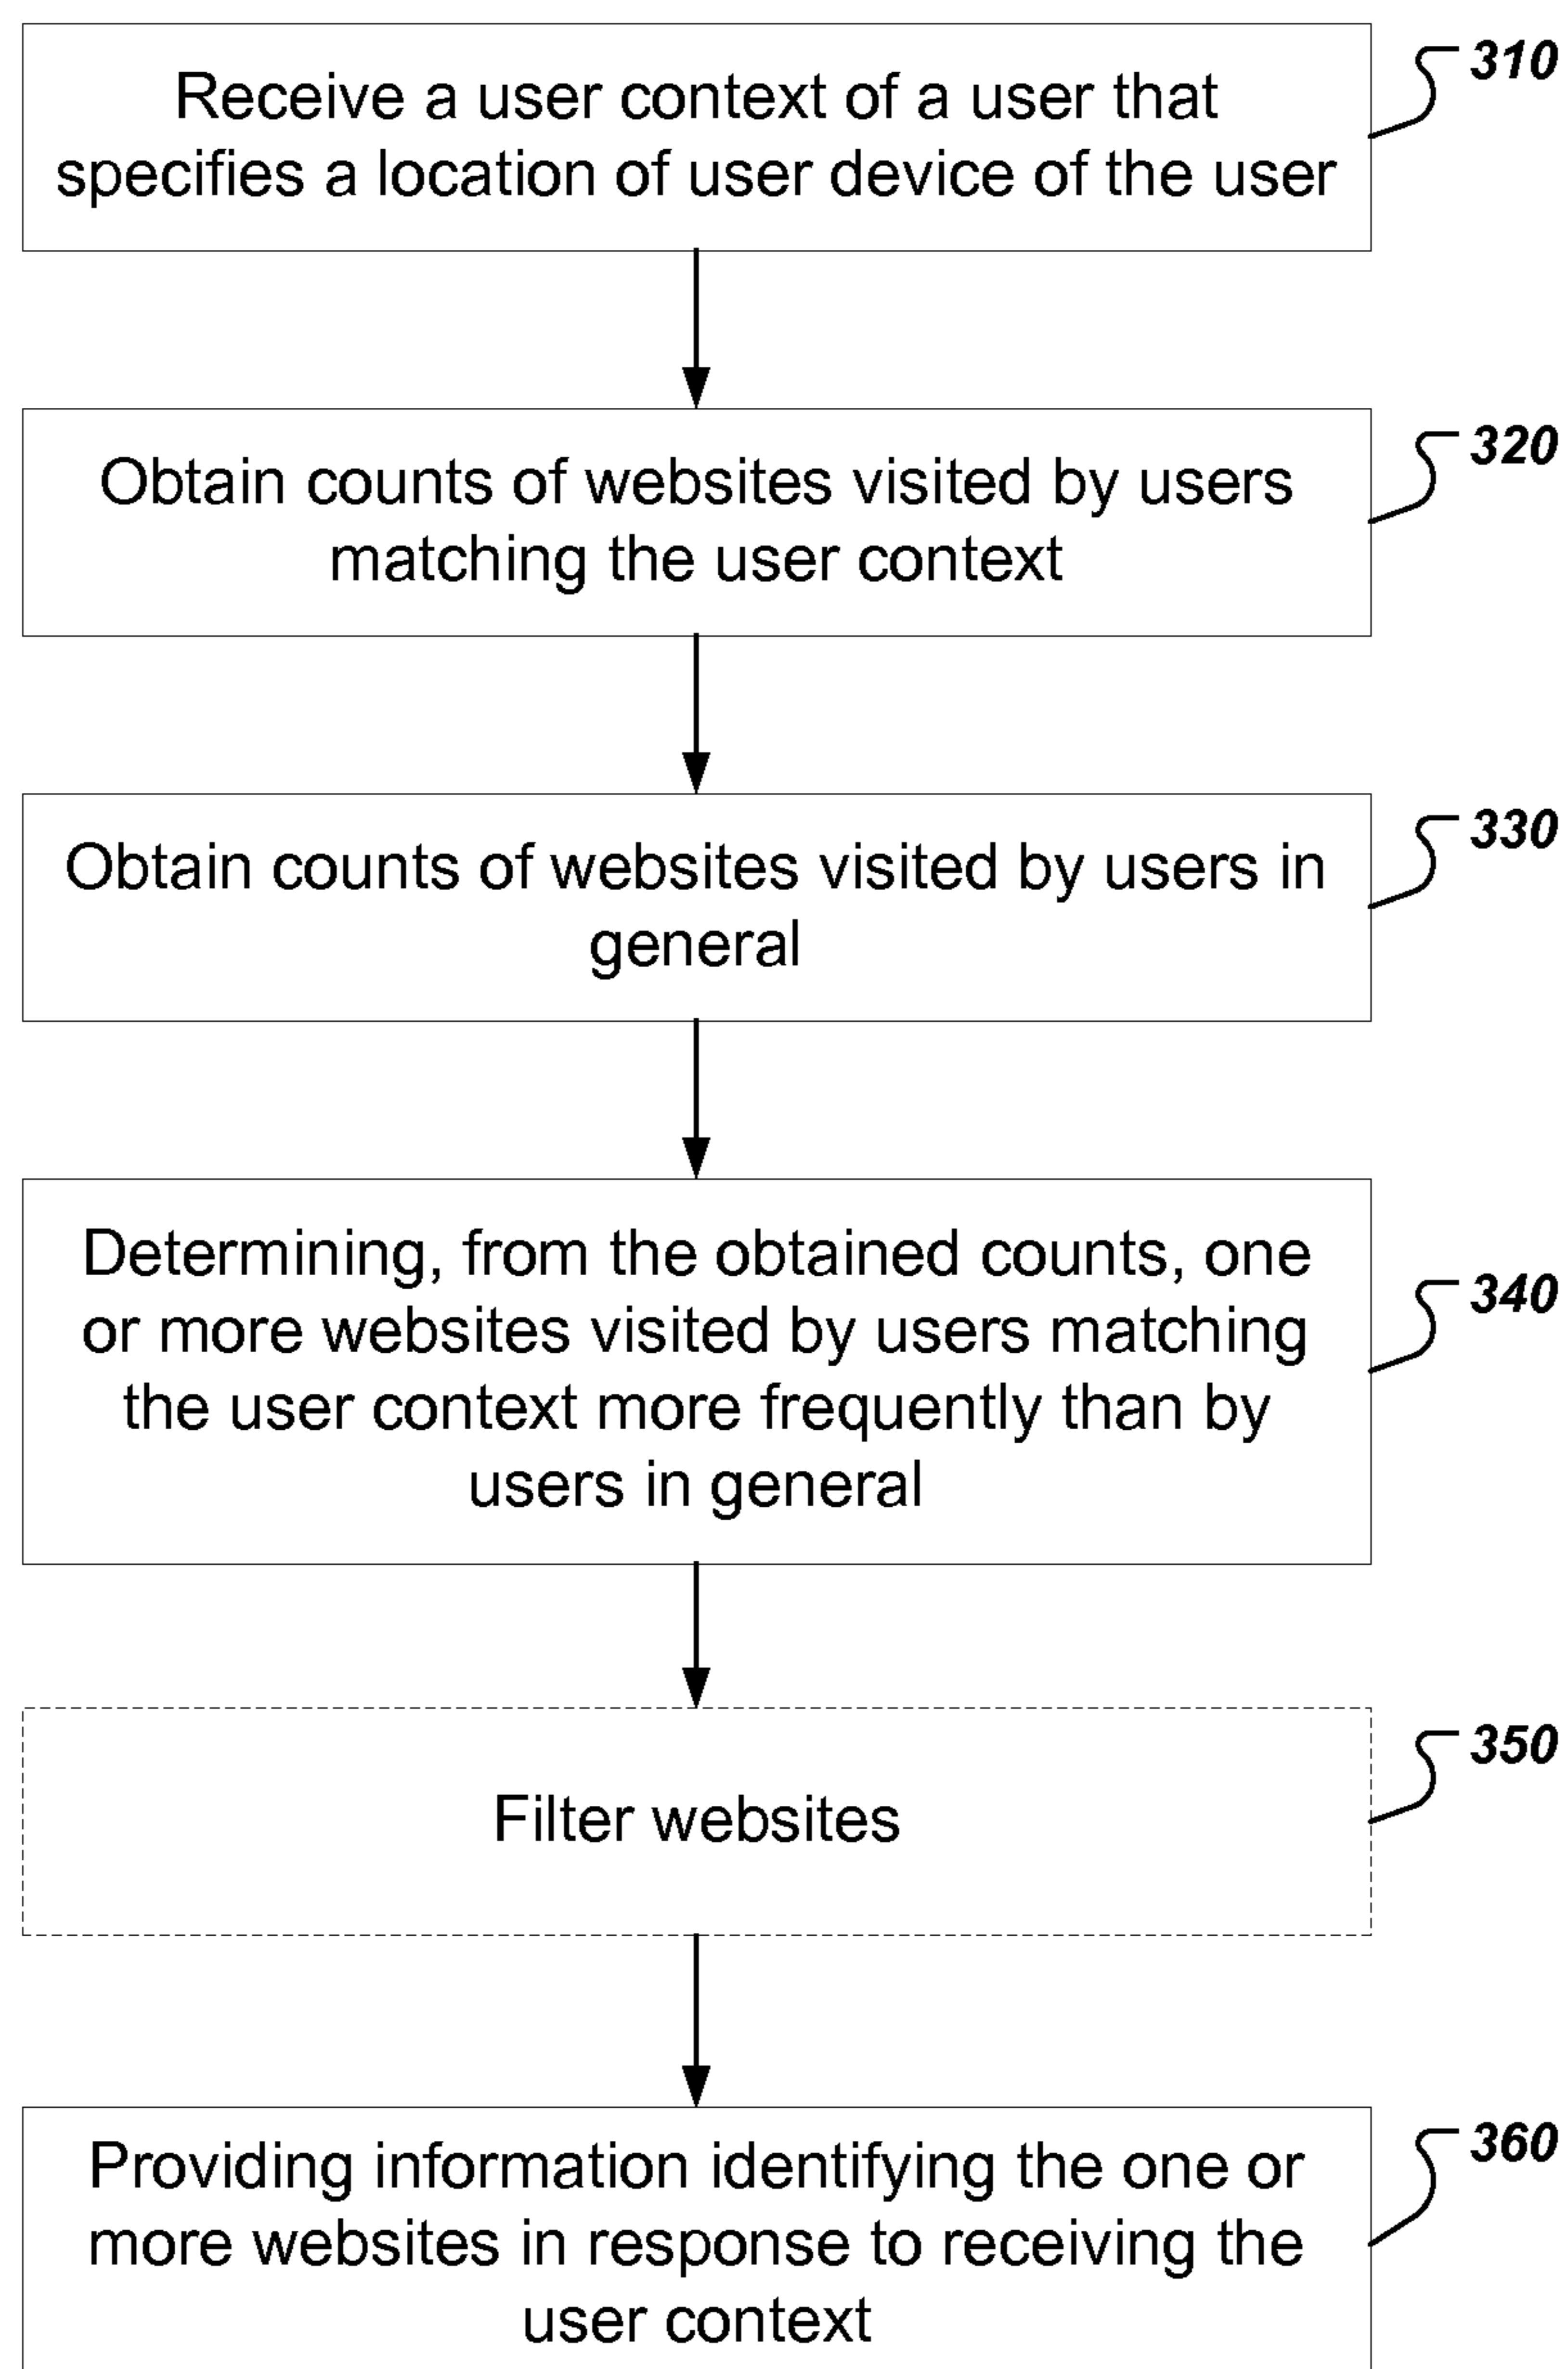 Receive a user context of a user that
specifies a location of user device of the user
310
Obtain counts of websites visited by users
matching the user context
320
Obtain counts of websites visited by users in
general
330
Determining, from the obtained counts, one
or more websites visited by users matching
the user context more frequently than by
users in general
340
Filter websites
350
Providing information identifying the one or
more websites in response to receiving the
user context
360